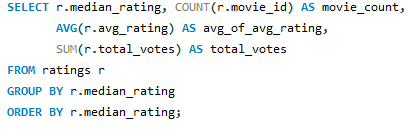 SELECT r.median_rating, COUNT(r.movie_id) AS movie_count,
AVG(r.avg_rating) AS avg_of_avg_rating,
SUM(r.total_votes) AS total_votes
FROM ratings r
GROUP BY r.median_rating
ORDER BY r.median_rating;